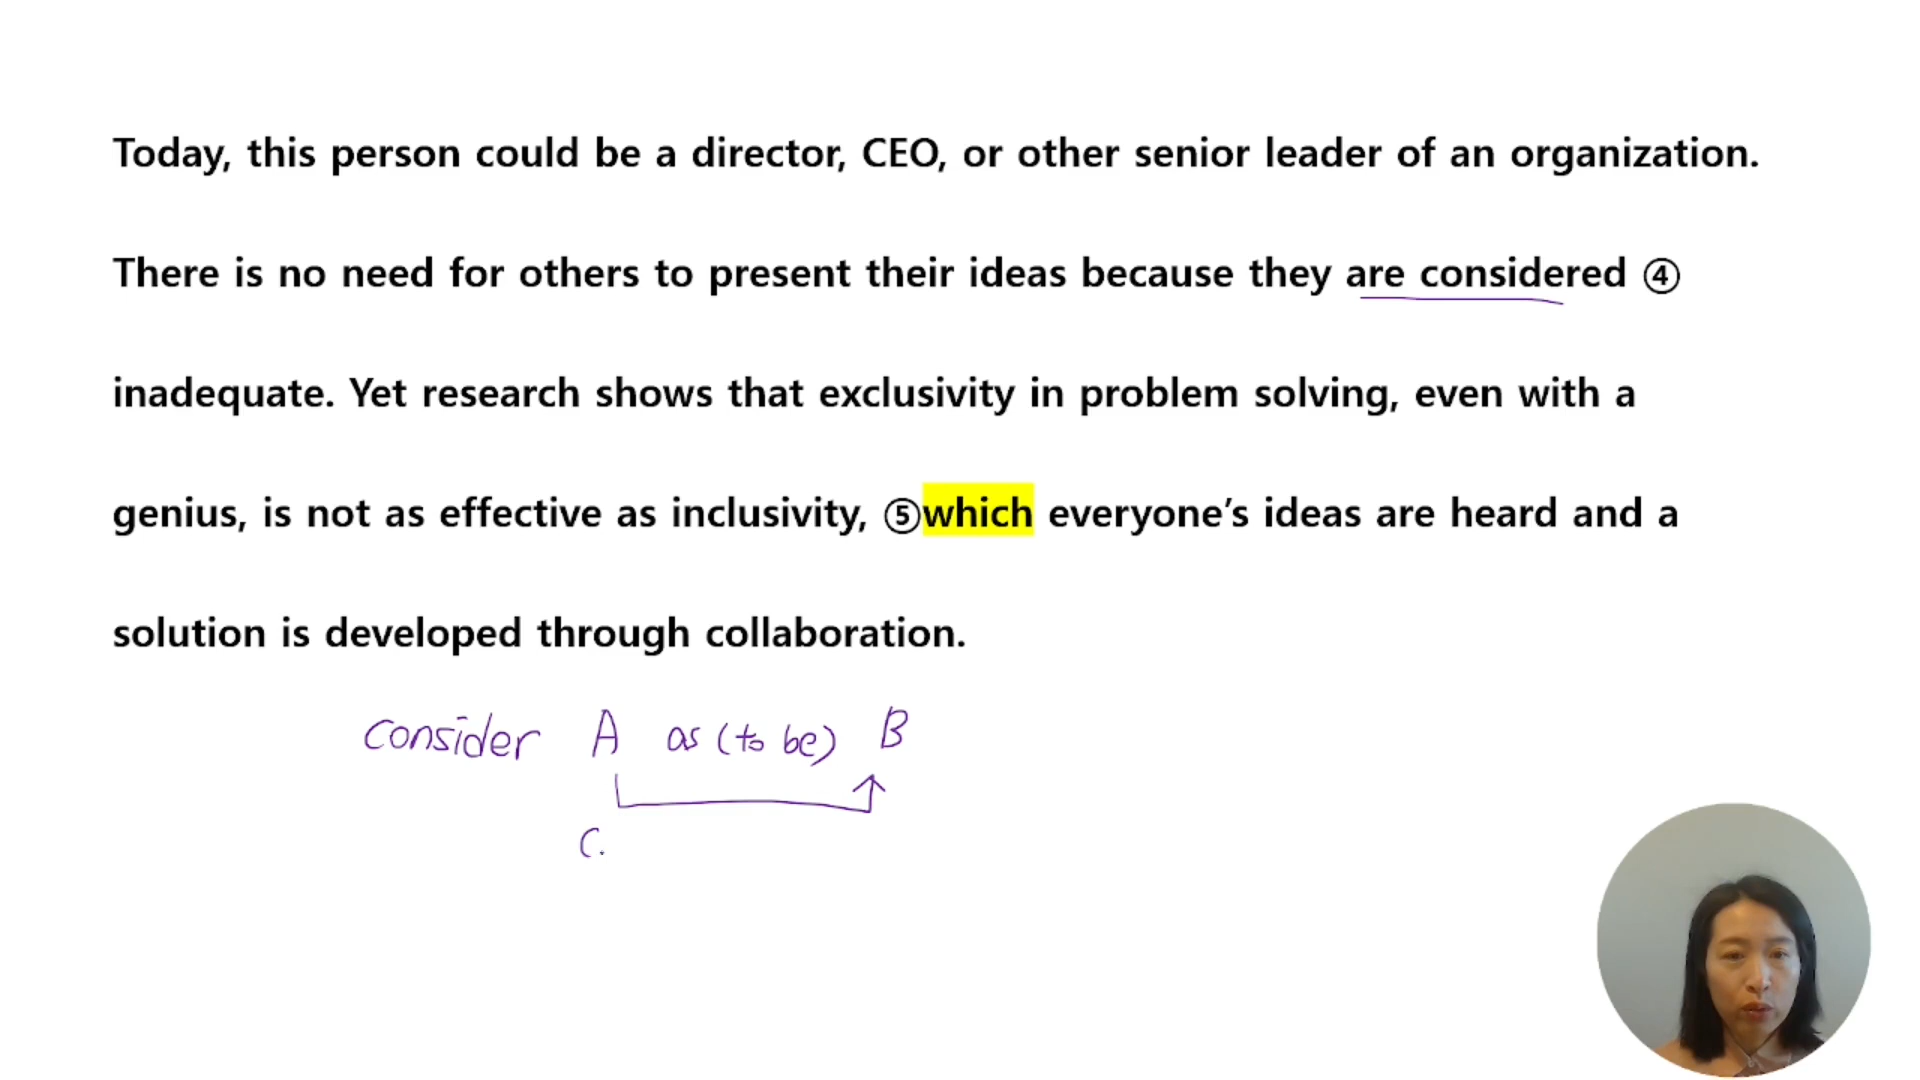 Today, this person could be a director, CEO, or other senior leader of an organization.
There is no need for others to present their ideas because they are considered ④
inadequate. Yet research shows that exclusivity in problem solving, even with a
genius, is not as effective as inclusivity, ⑤which everyone’s ideas are heard and a
solution is developed through collaboration.
consider A as (to be) B
C.